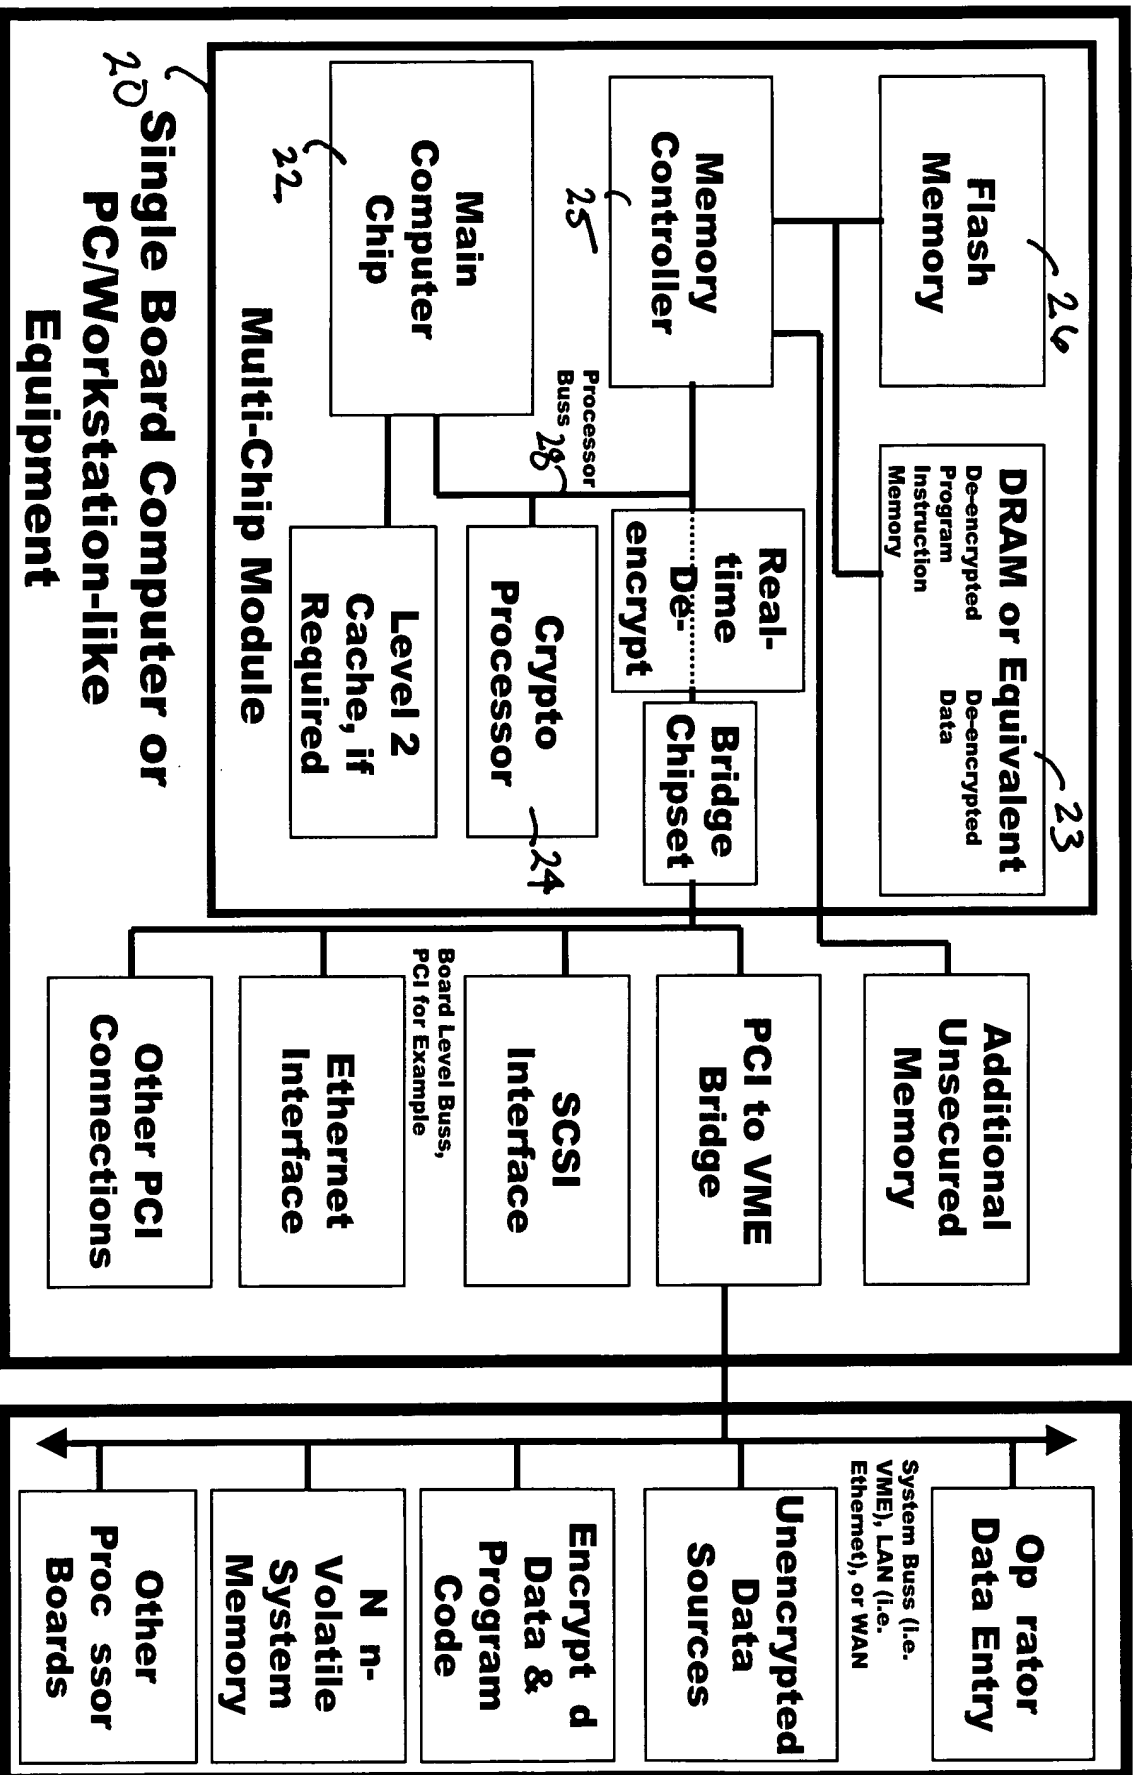 Flash
Memory
26
DRAM or Equivalent
De-encrypted
Program
Instruction
Memory
De-encrypted
Data
23
Additional
Unsecured
Memory
Memory
Controller
25
Real-
time
De-
encrypt
Bridge
Chipset
PCI to VME
Bridge
Processor
Buss 28
Main
Computer
Chip
22
Crypto
Processor
24
SCSI
Interface
Level 2
Cache, if
Required
Board Level Buss,
PCI for Example
Ethernet
Interface
Other PCI
Connections
Multi-Chip Module
20
Single Board Computer or
PC/Workstation-like
Equipment
Op rator
Data Entry
System Buss (i.e.
VME), LAN (i.e.
Ethernet), or WAN
Unencrypted
Data
Sources
Encrypt d
Data &
Program
Code
N n-
Volatile
System
Memory
Other
Proc ssor
Boards